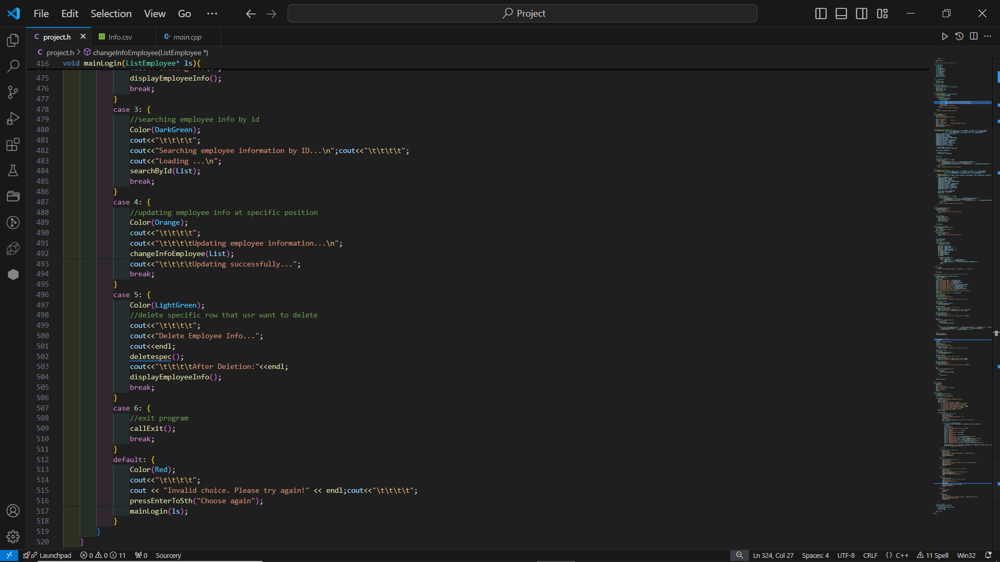 File Edit Selection View Go ··· Project
project.h Info.csv main.cpp
project.h > changeInfoEmployee(ListEmployee *)
416 void mainLogin(ListEmployee* ls){
475 displayEmployeeInfo();
476 break;
477 }
478 case 3: {
479 //searching employee info by id
480 Color(DarkGreen);
481 cout<<"\t\t\t\t";
482 cout<<"Searching employee information by ID...\n";cout<<"\t\t\t\t";
483 cout<<"Loading ...\n";
484 searchById(List);
485 break;
486 }
487 case 4: {
488 //updating employee info at specific position
489 Color(Orange);
490 cout<<"\t\t\t\t";
491 cout<<"\t\t\t\tUpdating employee information...\n";
492 changeInfoEmployee(List);
493 cout<<"\t\t\t\tUpdating successfully...";
494 break;
495 }
496 case 5: {
497 Color(LightGreen);
498 //delete specific row that usr want to delete
499 cout<<"\t\t\t\t";
500 cout<<"Delete Employee Info...";
501 cout<<endl;
502 deletespec();
503 cout<<"\t\t\t\tAfter Deletion:"<<endl;
504 displayEmployeeInfo();
505 break;
506 }
507 case 6: {
508 //exit program
509 callExit();
510 break;
511 }
512 default: {
513 Color(Red);
514 cout<<"\t\t\t\t";
515 cout << "Invalid choice. Please try again!" << endl;cout<<"\t\t\t\t";
516 pressEnterToSth("Choose again");
517 mainLogin(ls);
518 }
519 }
520 }
Launchpad 0 0 11 0 Sourcery Ln 324, Col 27 Spaces: 4 UTF-8 CRLF {} C++ 11 Spell Win32